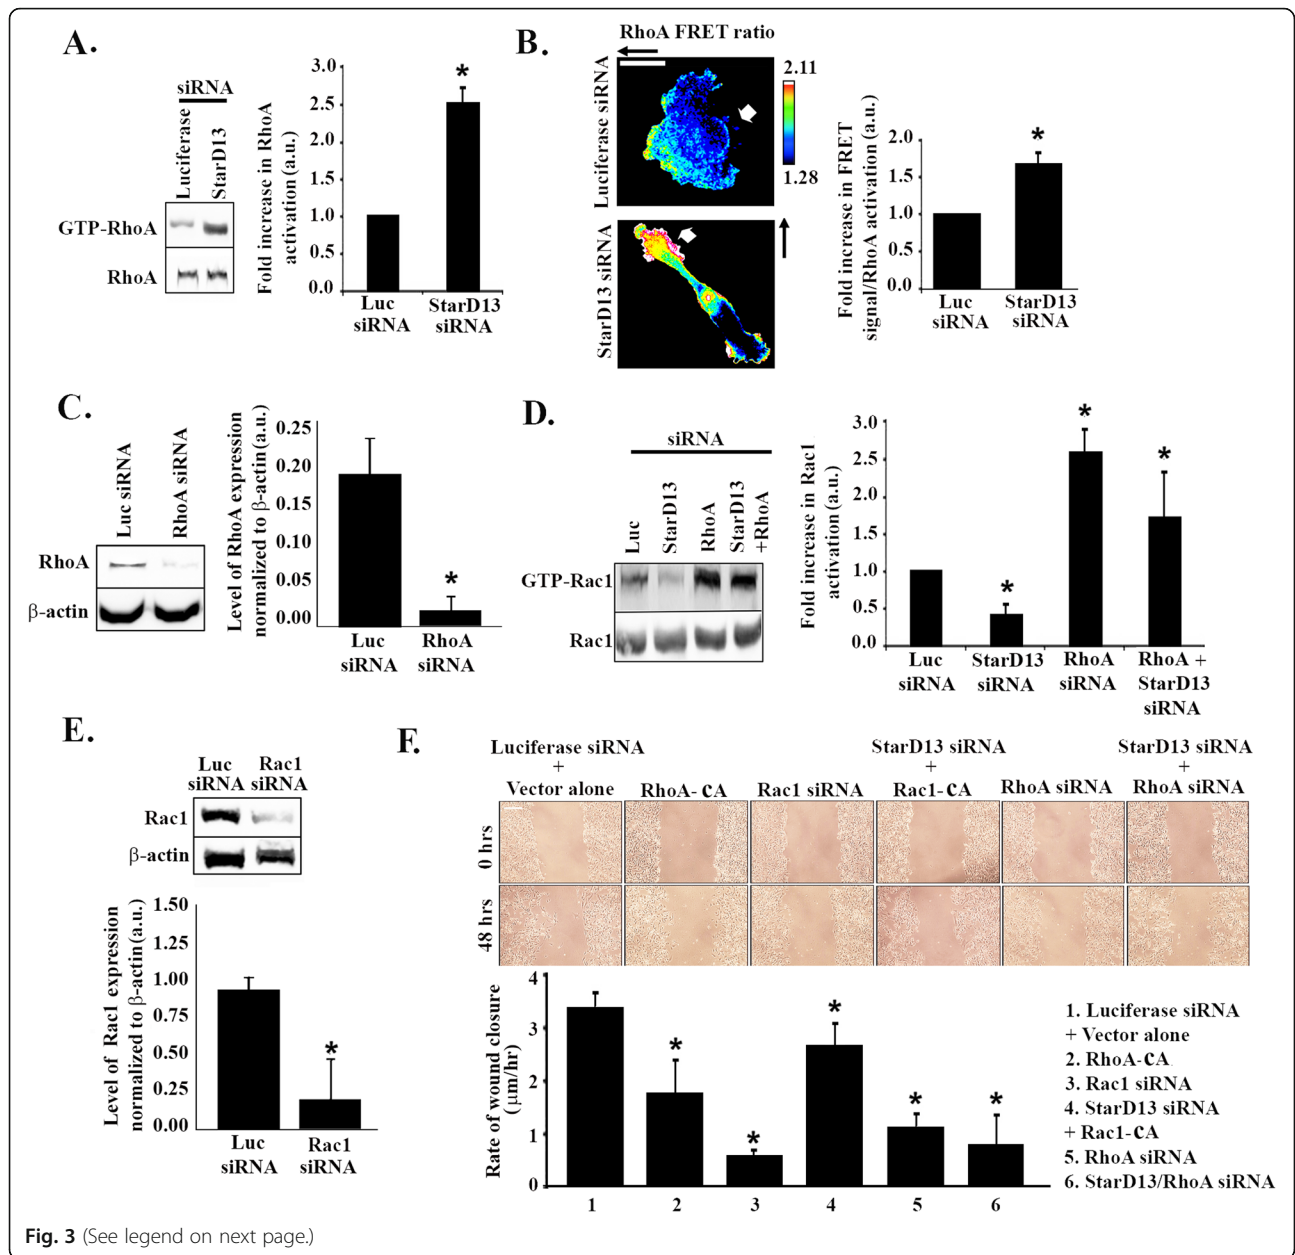 A.
siRNA
Luciferase
StarD13
GTP-RhoA
RhoA
Fold increase in RhoA
activation (a.u.)
3.0
2.5
2.0
1.5
1.0
0.5
0.0
*
Luc
siRNA
StarD13
siRNA
B.
RhoA FRET ratio
Luciferase siRNA
StarD13 siRNA
2.11
1.28
Fold increase in FRET
signal/RhoA activation (a.u.)
2.0
1.5
1.0
0.5
0.0
*
Luc
siRNA
StarD13
siRNA
C.
Luc siRNA
RhoA siRNA
RhoA
β-actin
Level of RhoA expression
normalized to β-actin (a.u.)
0.25
0.20
0.15
0.10
0.05
0.00
*
Luc
siRNA
RhoA
siRNA
D.
siRNA
Luc
StarD13
RhoA
StarD13
+RhoA
GTP-Rac1
Rac1
Fold increase in Rac1
activation (a.u.)
3.0
2.5
2.0
1.5
1.0
0.5
0.0
*
*
*
Luc
siRNA
StarD13
siRNA
RhoA
siRNA
RhoA +
StarD13
siRNA
E.
Luc
siRNA
Rac1
siRNA
Rac1
β-actin
Level of Rac1 expression
normalized to β-actin (a.u.)
1.50
1.25
1.00
0.75
0.50
0.25
0.00
*
Luc
siRNA
Rac1
siRNA
F.
Luciferase siRNA
+
Vector alone
RhoA-CA
Rac1 siRNA
StarD13 siRNA
+
Rac1-CA
RhoA siRNA
StarD13 siRNA
+
RhoA siRNA
0 hrs
48 hrs
Rate of wound closure
(μm/hr)
4
3
2
1
0
*
*
*
*
*
1
2
3
4
5
6
1. Luciferase siRNA
+ Vector alone
2. RhoA-CA
3. Rac1 siRNA
4. StarD13 siRNA
+ Rac1-CA
5. RhoA siRNA
6. StarD13/RhoA siRNA
Fig. 3 (See legend on next page.)